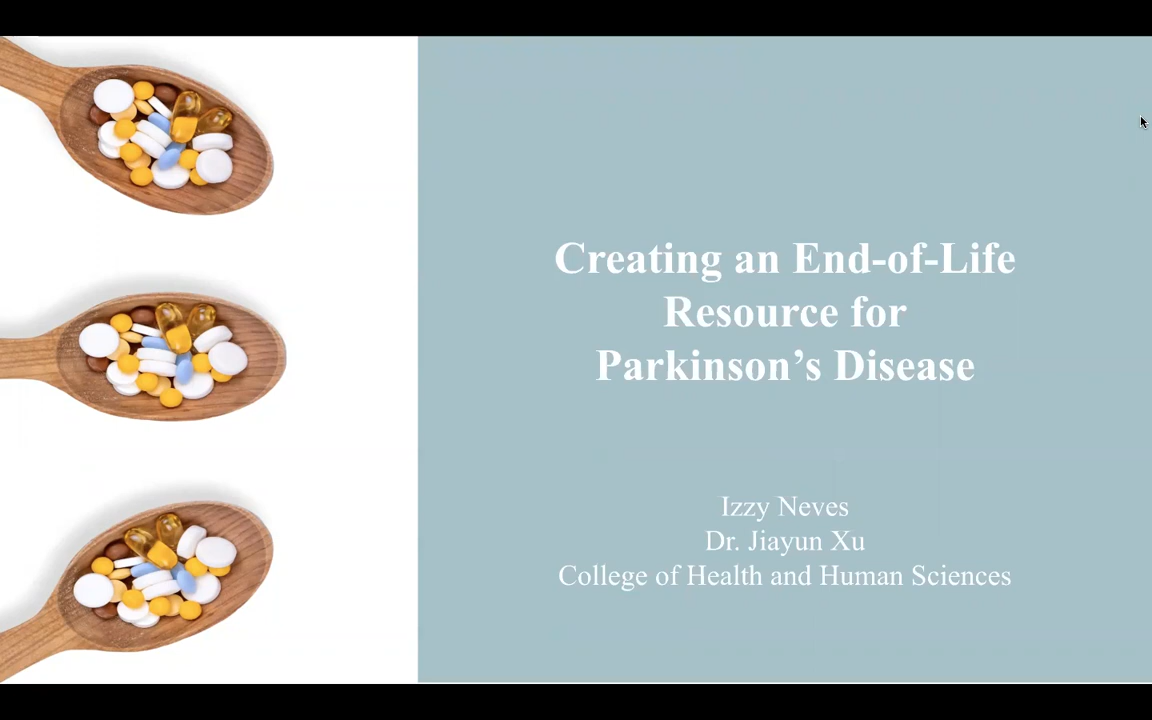 Creating an End-of-Life
Resource for
Parkinson’s Disease
Izzy Neves
Dr. Jiayun Xu
College of Health and Human Sciences